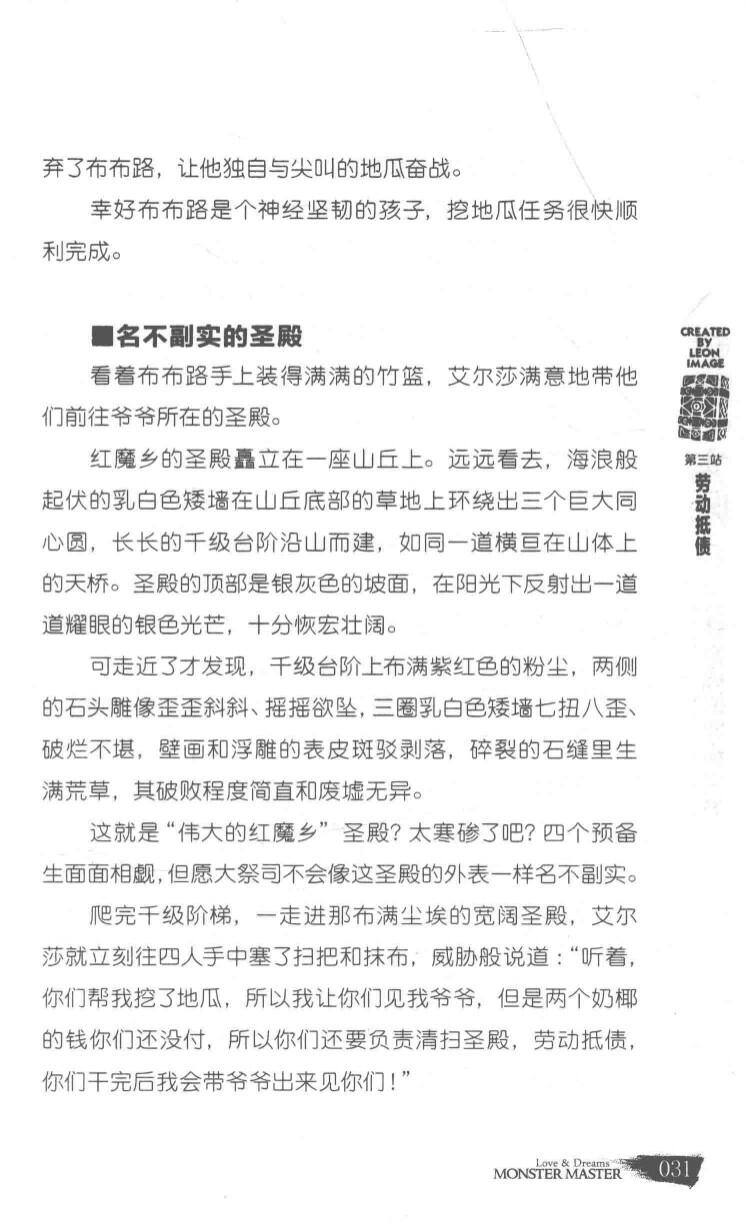 弃了布布路，让他独自与尖叫的地瓜奋战。
幸好布布路是个神经坚韧的孩子，挖地瓜任务很快顺
利完成。
■名不副实的圣殿
看着布布路手上装得满满的竹篮，艾尔莎满意地带他
们前往爷爷所在的圣殿。
红魔乡的圣殿矗立在一座山丘上。远远看去，海浪般
起伏的乳白色矮墙在山丘底部的草地上环绕出三个巨大同
心圆，长长的千级台阶沿山而建，如同一道横亘在山体上
的天桥。圣殿的顶部是银灰色的坡面，在阳光下反射出一道
道耀眼的银色光芒，十分恢宏壮阔。
可走近了才发现，千级台阶上布满紫红色的粉尘，两侧
的石头雕像歪歪斜斜、摇摇欲坠，三圈乳白色矮墙七扭八歪、
破烂不堪，壁画和浮雕的表皮斑驳剥落，碎裂的石缝里生
满荒草，其破败程度简直和废墟无异。
这就是“伟大的红魔乡”圣殿？太寒碜了吧？四个预备
生面面相觑，但愿大祭司不会像这圣殿的外表一样名不副实。
爬完千级阶梯，一走进那布满尘埃的宽阔圣殿，艾尔
莎就立刻往四人手中塞了扫把和抹布，威胁般说道：“听着，
你们帮我挖了地瓜，所以我让你们见我爷爷，但是两个奶椰
的钱你们还没付，所以你们还要负责清扫圣殿，劳动抵债，
你们干完后我会带爷爷出来见你们！”
CREATED
BY
LEON
IMAGE
第三站
劳动抵债
Love & Dreams
MONSTER MASTER
031